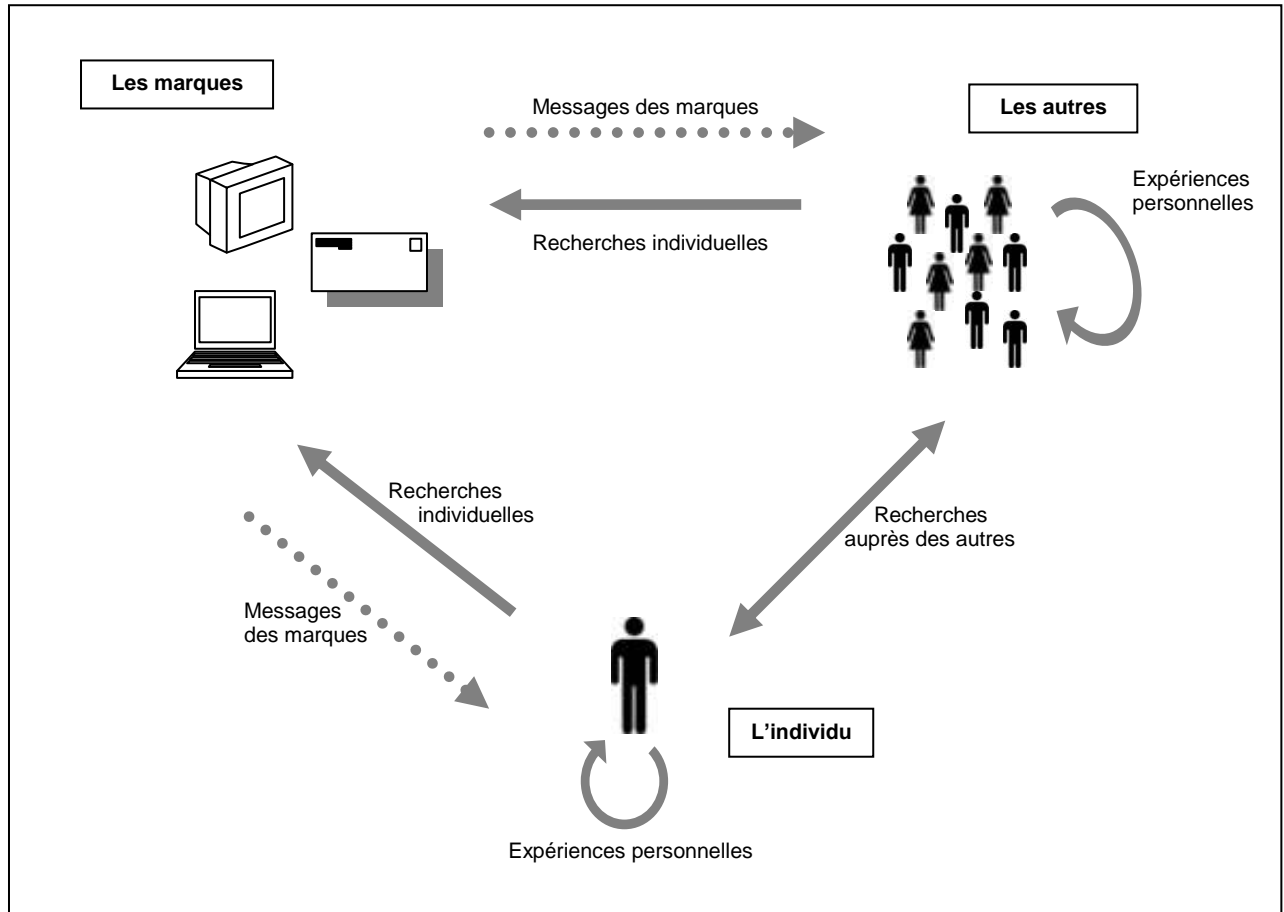 Les marques
Messages des marques
Les autres
Expériences
personnelles
Recherches individuelles
Recherches
individuelles
Recherches
auprès des autres
Messages
des marques
L'individu
Expériences personnelles